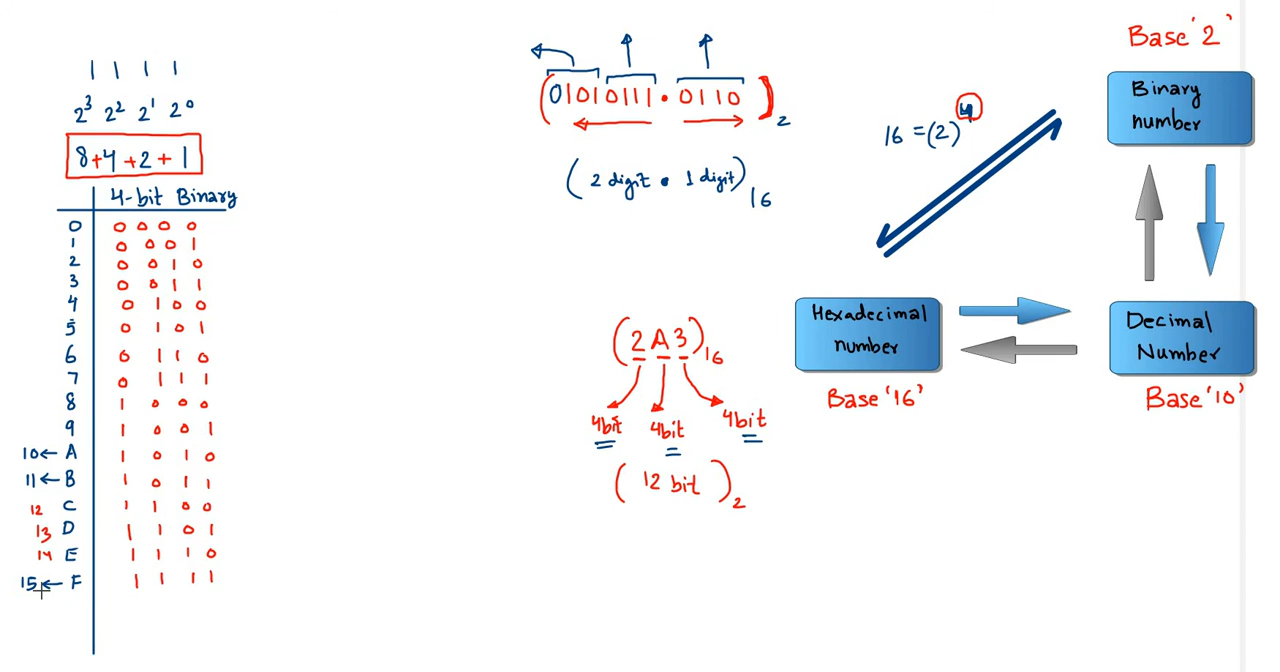 1 1 1 1
2³ 2² 2¹ 2⁰
8+4+2+1
4-bit Binary
0 0 0 0 0
1 0 0 0 1
2 0 0 1 0
3 0 0 1 1
4 0 1 0 0
5 0 1 0 1
6 0 1 1 0
7 0 1 1 1
8 1 0 0 0
9 1 0 0 1
10← A 1 0 1 0
11← B 1 0 1 1
12 C 1 1 0 0
13 D 1 1 0 1
14 E 1 1 1 0
15← F 1 1 1 1
(01010111.0110)₂
(2 digit . 1 digit)₁₆
(2A3)₁₆
4bit 4bit 4bit
(12 bit)₂
16=(2)⁴
Base '2'
Binary
number
Hexadecimal
number
Base '16'
Decimal
Number
Base '10'